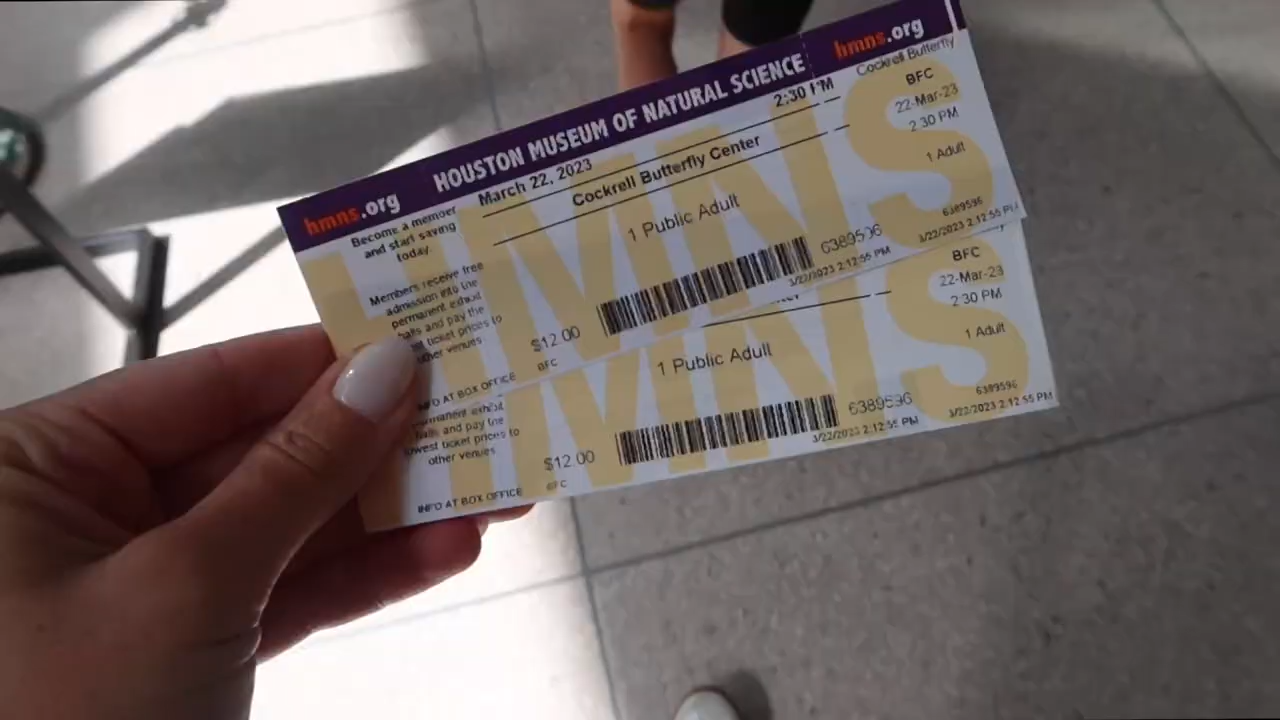 hmns.org
HOUSTON MUSEUM OF NATURAL SCIENCE
hmns.org
March 22, 2023
2:30 PM
Cockrell Butterfly Center
1 Public Adult
Become a member
and start saving
today.
Members receive free
admission into the
permanent exhibit
halls and pay the
ticket prices to
other venues
INFO AT BOX OFFICE
$12.00
BFC
6389596
3/22/2023 2:12:55 PM
Cockrell Butterfly
BFC
22-Mar-23
2:30 PM
1 Adult
6389596
3/22/2023 2:12:55 PM
HMNS
permanent exhibit
halls and pay the
lowest ticket prices to
other venues
INFO AT BOX OFFICE
1 Public Adult
$12.00
BFC
6389596
3/22/2023 2:12:55 PM
BFC
22-Mar-23
2:30 PM
1 Adult
6389596
3/22/2023 2:12:55 PM
HMNS